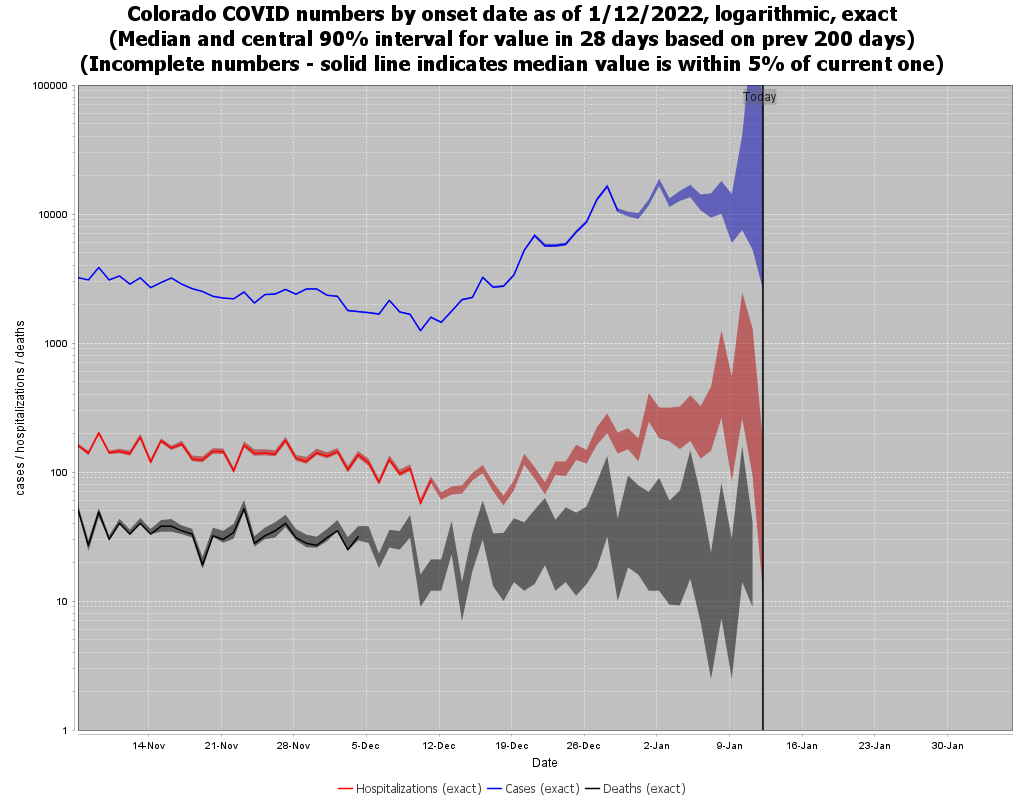 Colorado COVID numbers by onset date as of 1/12/2022, logarithmic, exact
(Median and central 90% interval for value in 28 days based on prev 200 days)
(Incomplete numbers - solid line indicates median value is within 5% of current one)
Today
100000
10000
1000
100
10
1
cases / hospitalizations / deaths
14-Nov 21-Nov 28-Nov 5-Dec 12-Dec 19-Dec 26-Dec 2-Jan 9-Jan 16-Jan 23-Jan 30-Jan
Date
Hospitalizations (exact) Cases (exact) Deaths (exact)